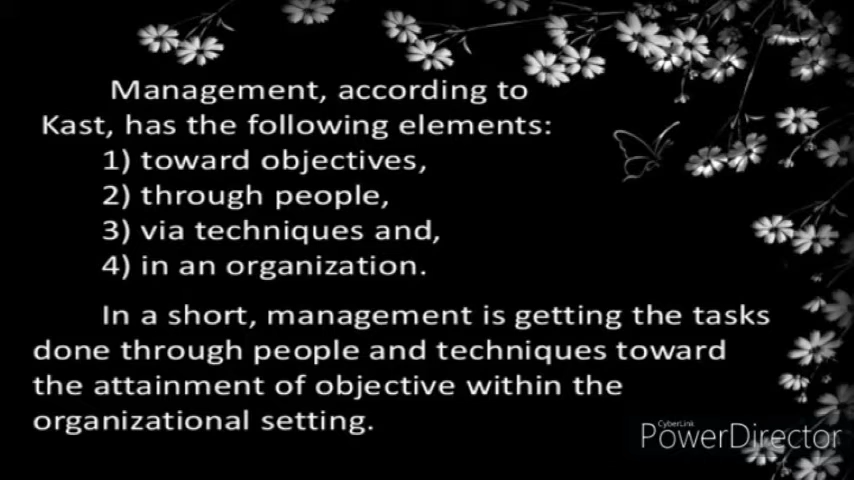 Management, according to
Kast, has the following elements:
1) toward objectives,
2) through people,
3) via techniques and,
4) in an organization.
In a short, management is getting the tasks
done through people and techniques toward
the attainment of objective within the
organizational setting.
CyberLink
PowerDirector